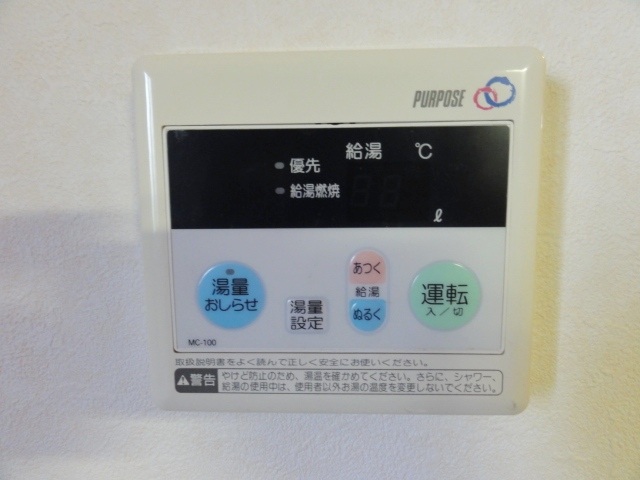 PURPOSE
給湯 ℃
優先
給湯燃焼
ℓ
湯量
おしらせ
湯量
設定
あつく
給湯
ぬるく
運転
入／切
MC-100
取扱説明書をよく読んで正しく安全にお使いください。
警告
やけど防止のため、湯温を確かめてください。さらに、シャワー、
給湯の使用中は、使用者以外お湯の温度を変更しないでください。